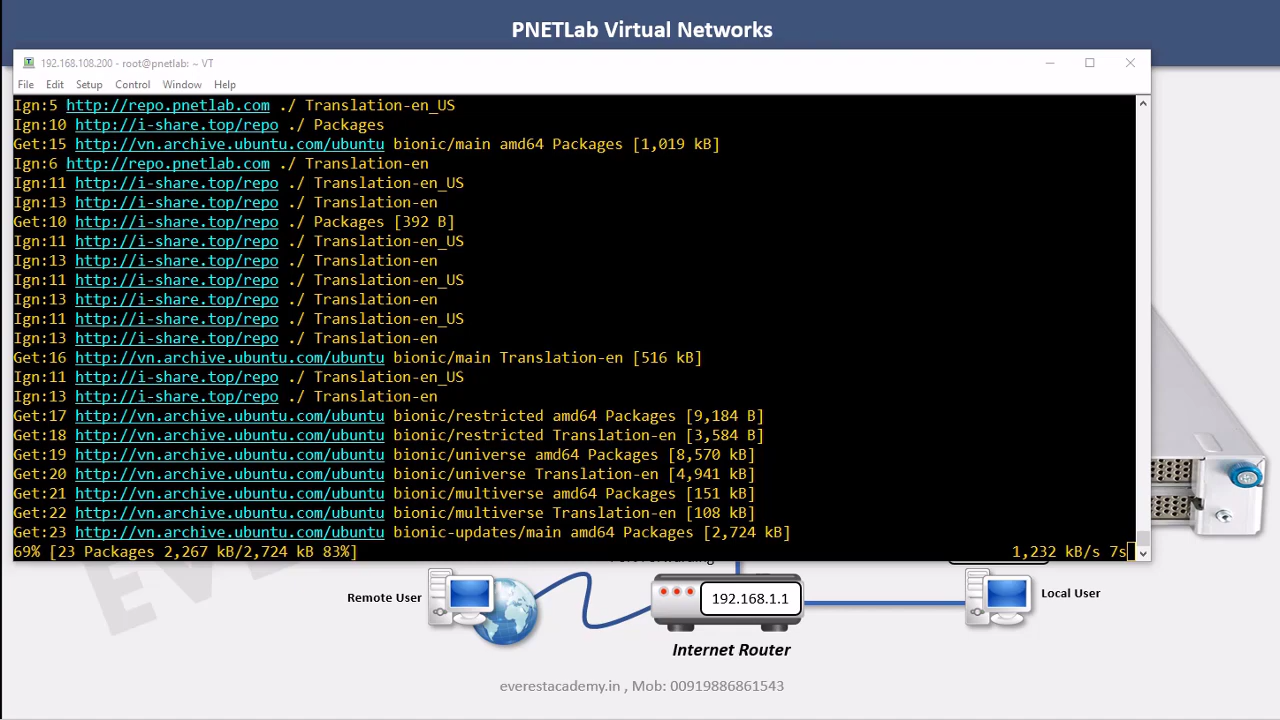 PNETLab Virtual Networks
192.168.108.200 - root@pnetlab: ~ VT
File Edit Setup Control Window Help
Ign:5 http://repo.pnetlab.com ./ Translation-en_US
Ign:10 http://i-share.top/repo ./ Packages
Get:15 http://vn.archive.ubuntu.com/ubuntu bionic/main amd64 Packages [1,019 kB]
Ign:6 http://repo.pnetlab.com ./ Translation-en
Ign:11 http://i-share.top/repo ./ Translation-en_US
Ign:13 http://i-share.top/repo ./ Translation-en
Get:10 http://i-share.top/repo ./ Packages [392 B]
Ign:11 http://i-share.top/repo ./ Translation-en_US
Ign:13 http://i-share.top/repo ./ Translation-en
Ign:11 http://i-share.top/repo ./ Translation-en_US
Ign:13 http://i-share.top/repo ./ Translation-en
Ign:11 http://i-share.top/repo ./ Translation-en_US
Ign:13 http://i-share.top/repo ./ Translation-en
Get:16 http://vn.archive.ubuntu.com/ubuntu bionic/main Translation-en [516 kB]
Ign:11 http://i-share.top/repo ./ Translation-en_US
Ign:13 http://i-share.top/repo ./ Translation-en
Get:17 http://vn.archive.ubuntu.com/ubuntu bionic/restricted amd64 Packages [9,184 B]
Get:18 http://vn.archive.ubuntu.com/ubuntu bionic/restricted Translation-en [3,584 B]
Get:19 http://vn.archive.ubuntu.com/ubuntu bionic/universe amd64 Packages [8,570 kB]
Get:20 http://vn.archive.ubuntu.com/ubuntu bionic/universe Translation-en [4,941 kB]
Get:21 http://vn.archive.ubuntu.com/ubuntu bionic/multiverse amd64 Packages [151 kB]
Get:22 http://vn.archive.ubuntu.com/ubuntu bionic/multiverse Translation-en [108 kB]
Get:23 http://vn.archive.ubuntu.com/ubuntu bionic-updates/main amd64 Packages [2,724 kB]
69% [23 Packages 2,267 kB/2,724 kB 83%] 1,232 kB/s 7s
Remote User
192.168.1.1
Local User
Internet Router
everestacademy.in , Mob: 00919886861543